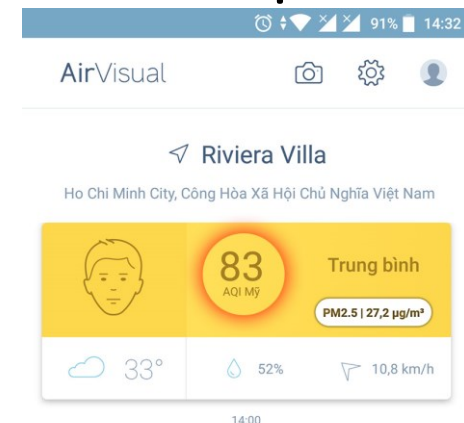 91% 14:32
AirVisual
Riviera Villa
Ho Chi Minh City, Công Hòa Xã Hội Chủ Nghĩa Việt Nam
83
AQI Mỹ
Trung bình
PM2.5 | 27,2 µg/m³
33° 52% 10,8 km/h
14:00